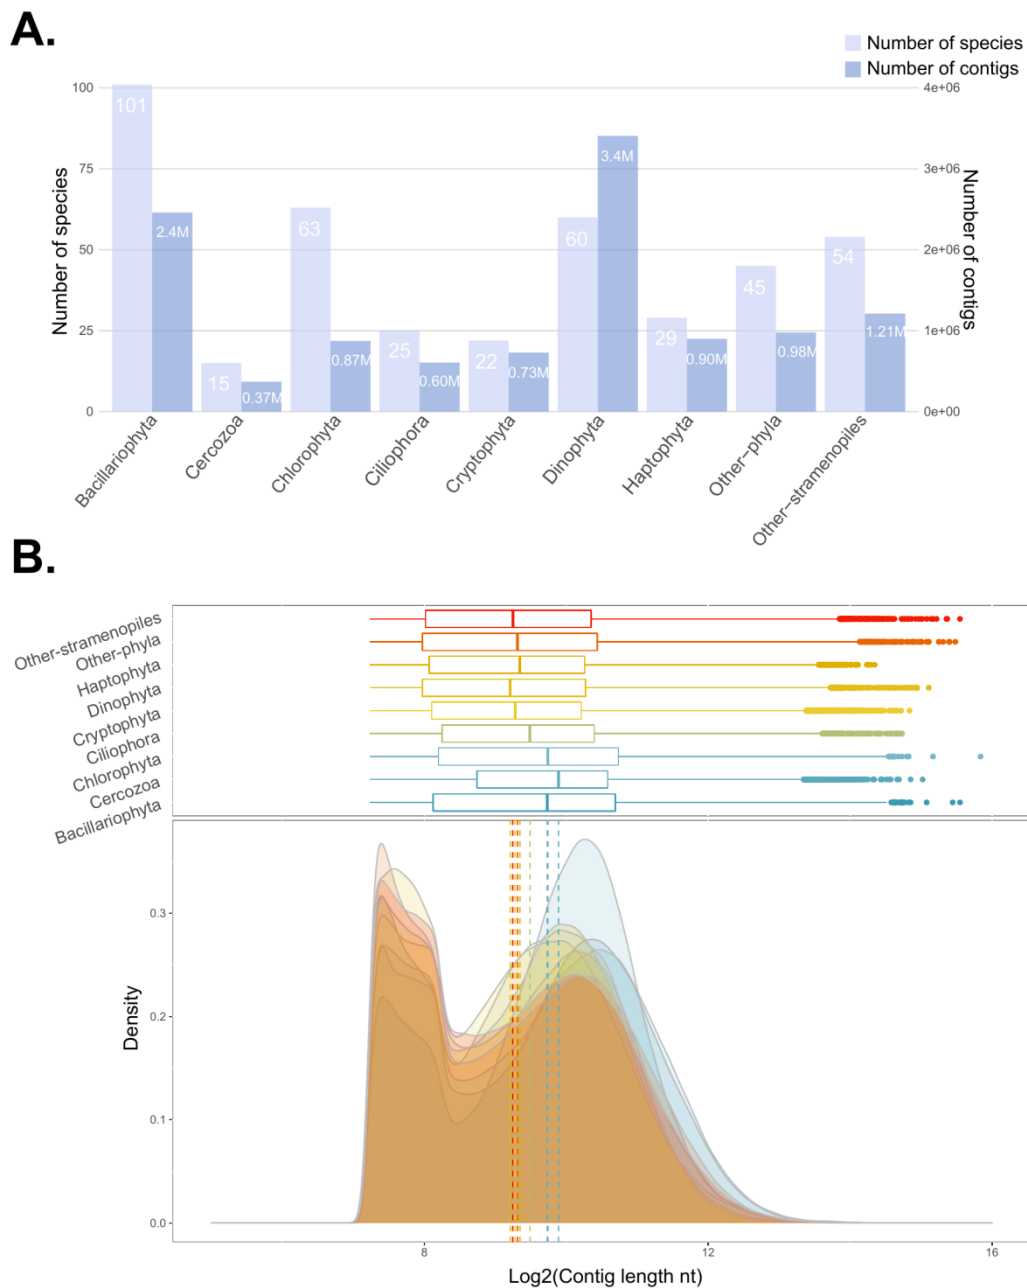 A.
Number of species
Number of contigs
100
75
50
25
0
Number of species
4e+06
3e+06
2e+06
1e+06
0e+00
Number of contigs
101
2.4M
15
0.37M
63
0.87M
25
0.60M
22
0.73M
60
3.4M
29
0.90M
45
0.98M
54
1.21M
Bacillariophyta
Cercozoa
Chlorophyta
Ciliophora
Cryptophyta
Dinophyta
Haptophyta
Other−phyla
Other−stramenopiles
B.
Other-stramenopiles
Other-phyla
Haptophyta
Dinophyta
Cryptophyta
Ciliophora
Chlorophyta
Cercozoa
Bacillariophyta
Density
0.3
0.2
0.1
0.0
8
12
16
Log2(Contig length nt)